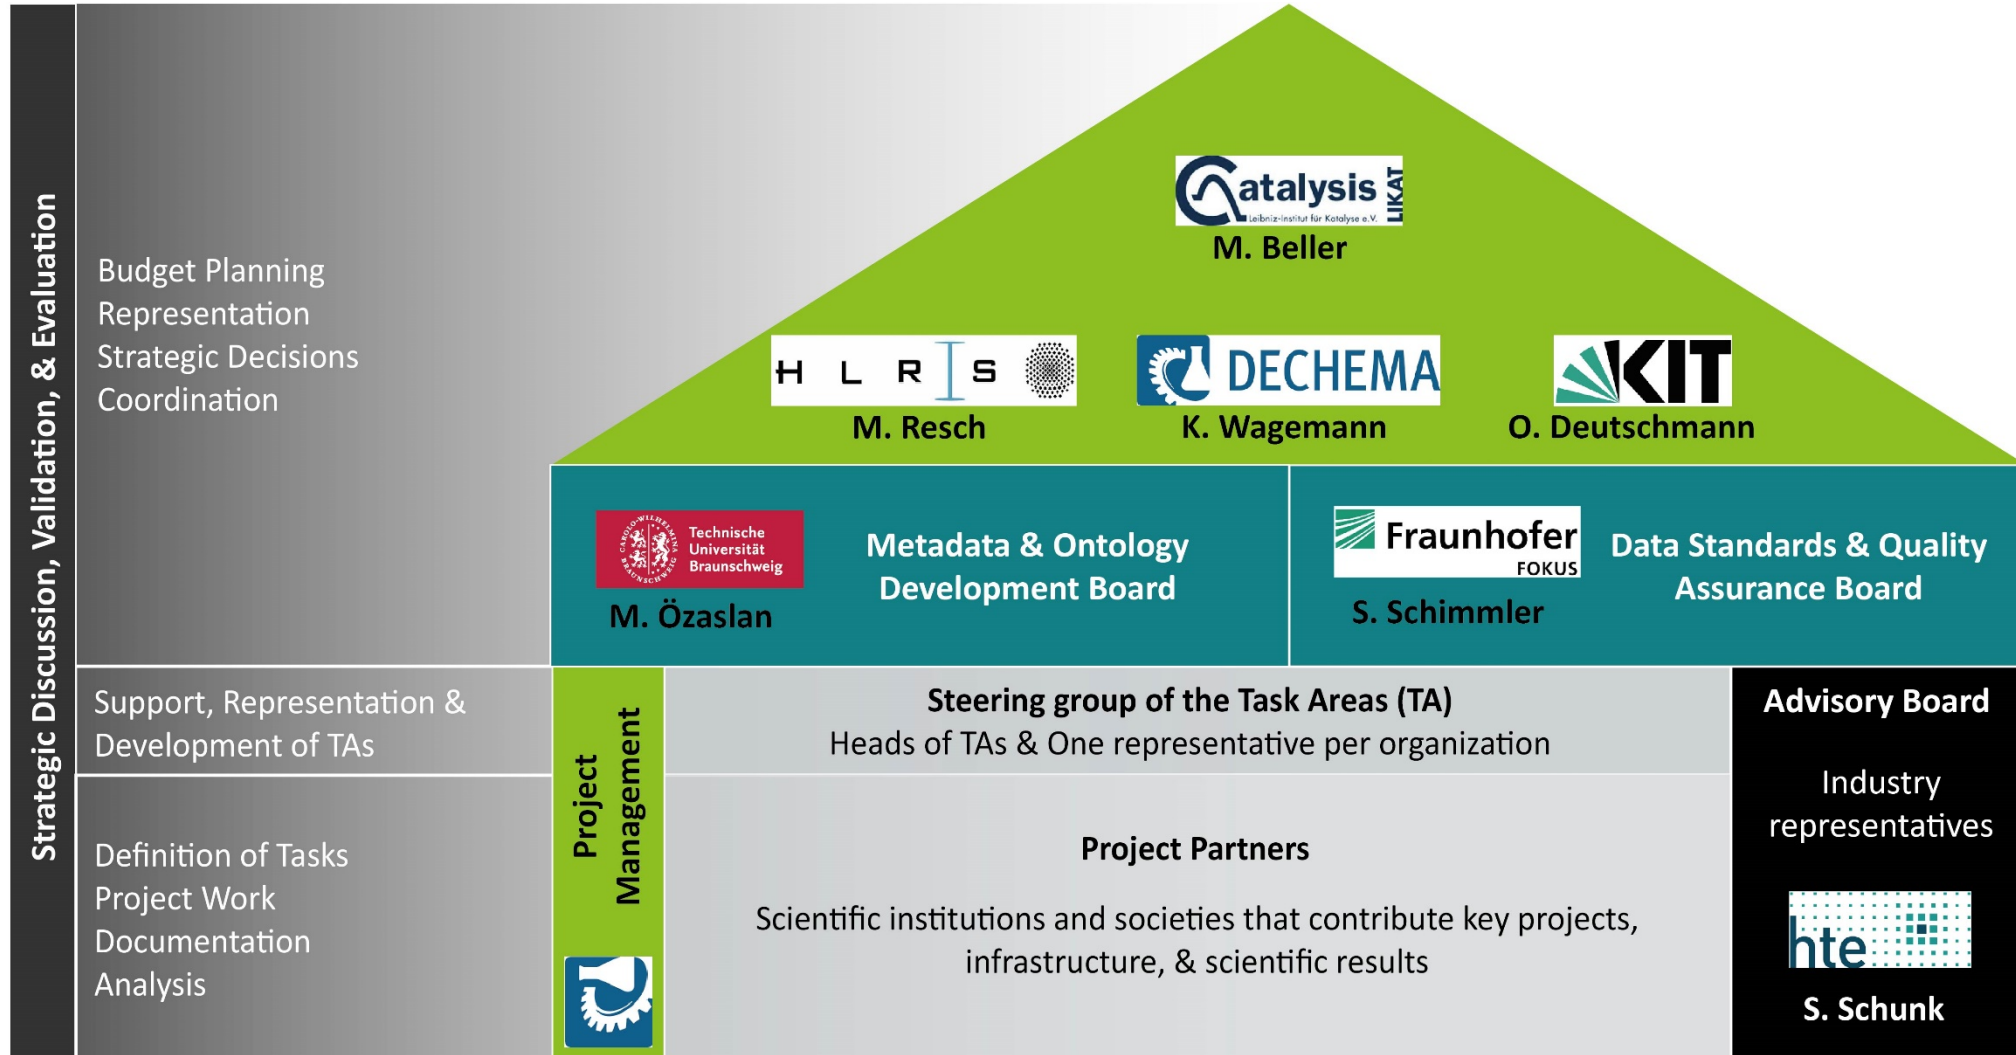 Strategic Discussion, Validation, & Evaluation
Budget Planning
Representation
Strategic Decisions
Coordination
Catalysis
LIKAT
Leibniz-Institut für Katalyse e.V.
M. Beller
H L R I S
M. Resch
DECHEMA
K. Wagemann
KIT
O. Deutschmann
CAROLO-WILHELMINA
BRAUNSCHWEIG
Technische
Universität
Braunschweig
M. Özaslan
Metadata & Ontology
Development Board
Fraunhofer
FOKUS
S. Schimmler
Data Standards & Quality
Assurance Board
Support, Representation &
Development of TAs
Project
Management
Steering group of the Task Areas (TA)
Heads of TAs & One representative per organization
Advisory Board
Industry
representatives
hte
S. Schunk
Definition of Tasks
Project Work
Documentation
Analysis
Project Partners
Scientific institutions and societies that contribute key projects,
infrastructure, & scientific results